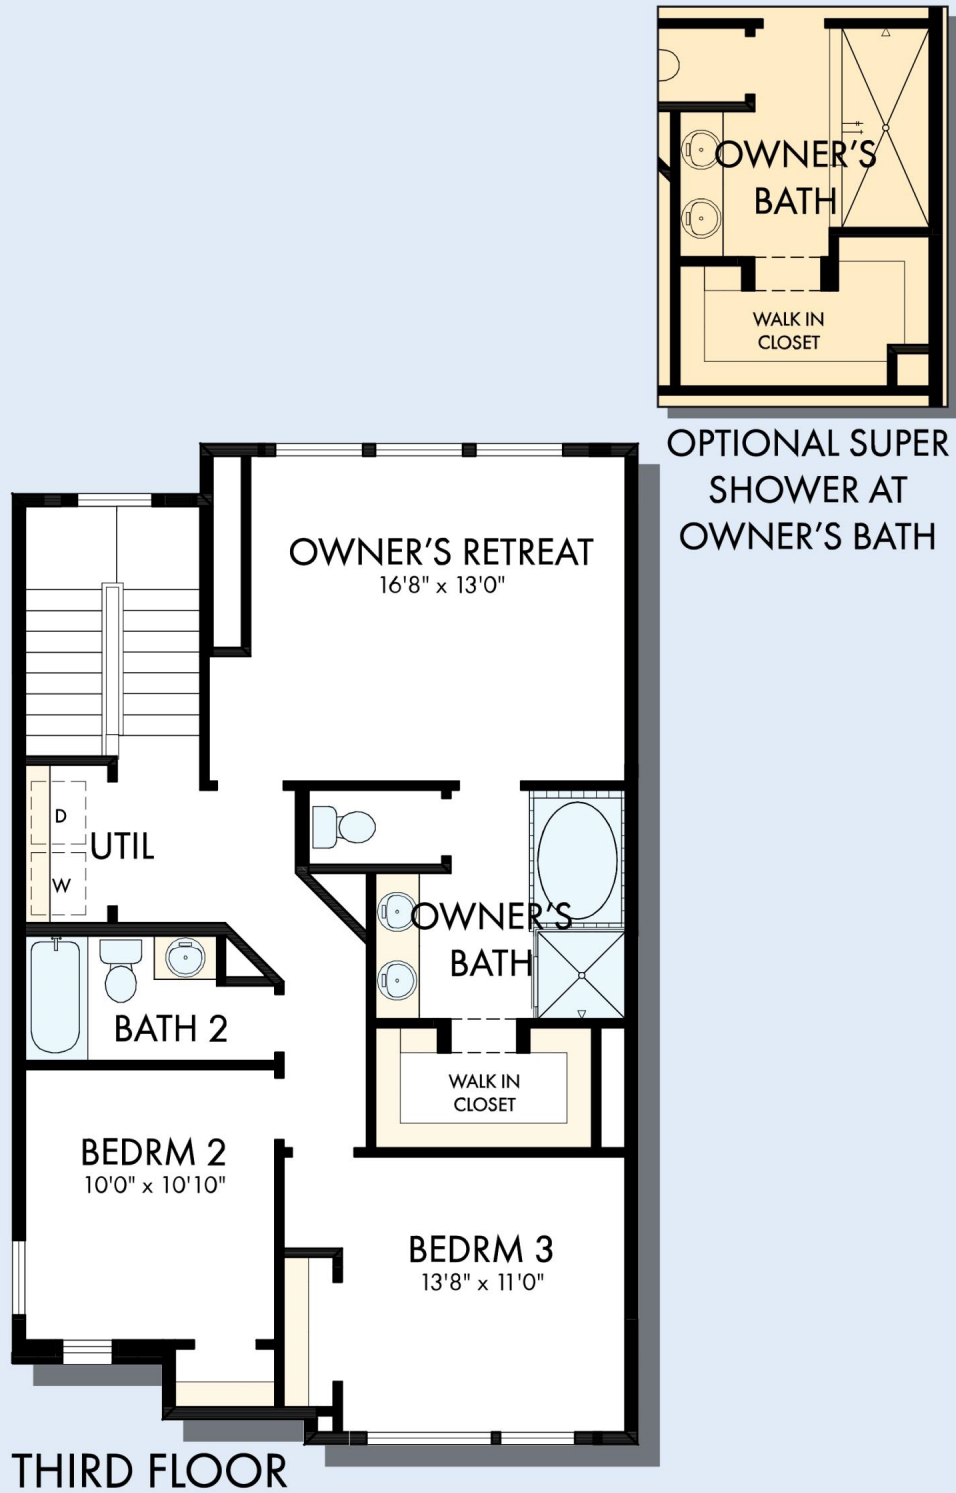 OWNER'S
BATH
WALK IN
CLOSET
OPTIONAL SUPER
SHOWER AT
OWNER'S BATH
OWNER'S RETREAT
16'8" x 13'0"
D
UTIL
W
OWNER'S
BATH
BATH 2
WALK IN
CLOSET
BEDRM 2
10'0" x 10'10"
BEDRM 3
13'8" x 11'0"
THIRD FLOOR